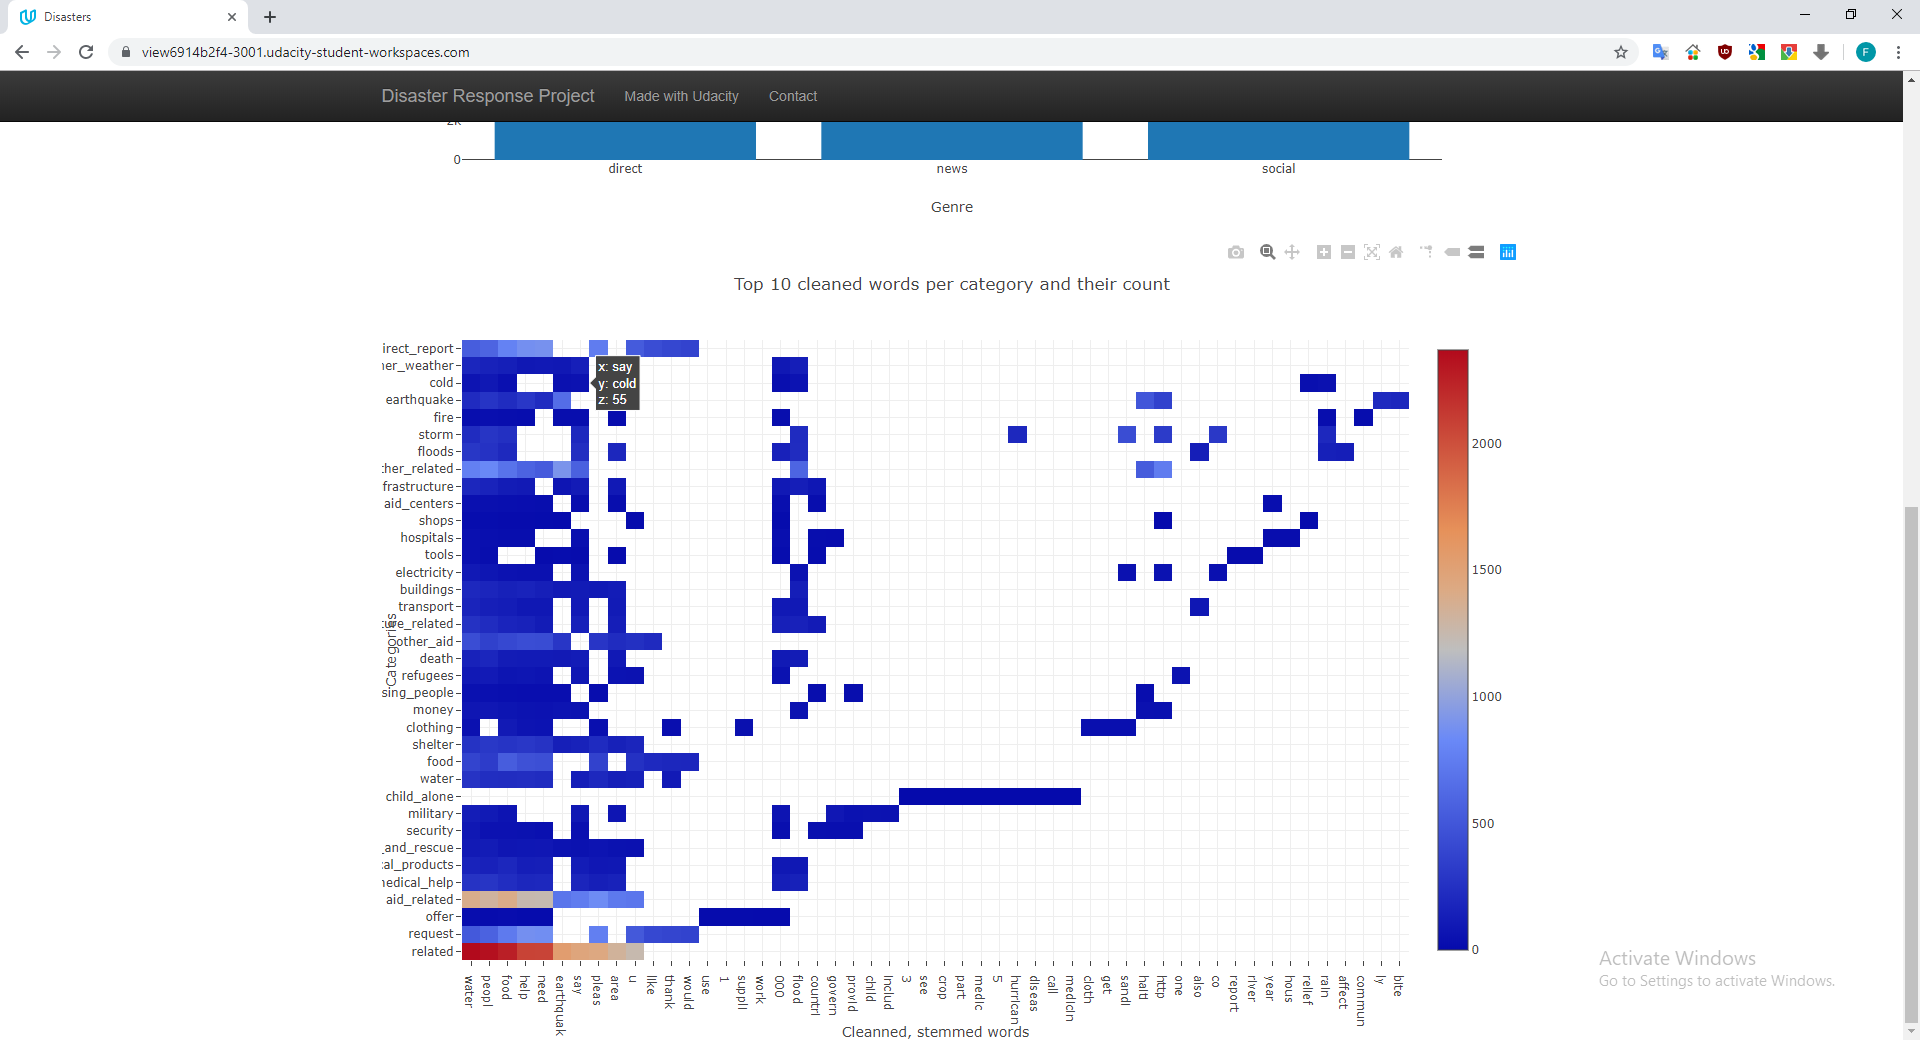 Disasters
view6914b2f4-3001.udacity-student-workspaces.com
F
Disaster Response Project Made with Udacity Contact
2k
0
direct news social
Genre
Top 10 cleaned words per category and their count
irect_report
her_weather
cold
earthquake
fire
storm
floods
ther_related
frastructure
aid_centers
shops
hospitals
tools
electricity
buildings
transport
ure_related
other_aid
death
refugees
sing_people
money
clothing
shelter
food
water
child_alone
military
security
_and_rescue
cal_products
nedical_help
aid_related
offer
request
related
Categories
x: say
y: cold
z: 55
2000
1500
1000
500
0
water peopl food help need earthquak say pleas area u like thank would use 1 suppli work 000 flood countri govern provid child includ 3 see crop part medic 5 hurrican diseas call medicin cloth get sandi haiti http one also co report river year hous relief rain affect commun ly bite
Cleanned, stemmed words
Activate Windows
Go to Settings to activate Windows.